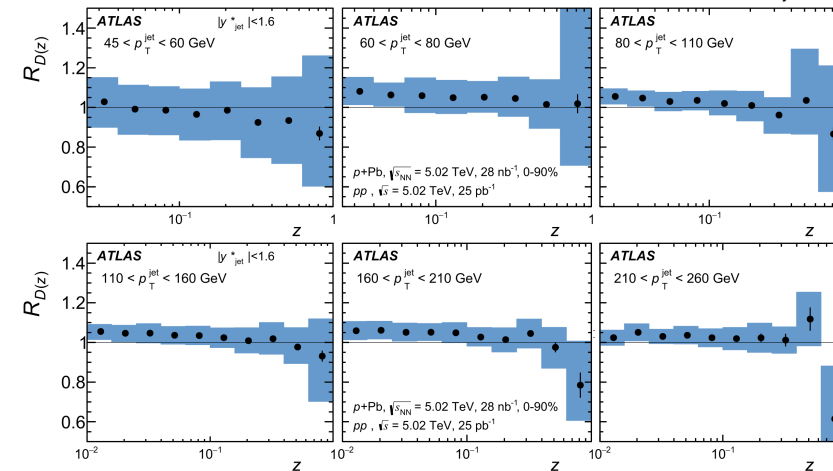 ATLAS |y*jet|<1.6
45 < pTjet < 60 GeV
ATLAS
60 < pTjet < 80 GeV
p+Pb, √sNN = 5.02 TeV, 28 nb-1, 0-90%
pp , √s = 5.02 TeV, 25 pb-1
ATLAS
80 < pTjet < 110 GeV
RD(z)
1.4
1.2
1
0.8
0.6
10−1 1
z
10−1 1
z
10−1
z
ATLAS |y*jet|<1.6
110 < pTjet < 160 GeV
ATLAS
160 < pTjet < 210 GeV
p+Pb, √sNN = 5.02 TeV, 28 nb-1, 0-90%
pp , √s = 5.02 TeV, 25 pb-1
ATLAS
210 < pTjet < 260 GeV
RD(z)
1.4
1.2
1
0.8
0.6
10−2 10−1
z
10−2 10−1
z
10−2 10−1
z